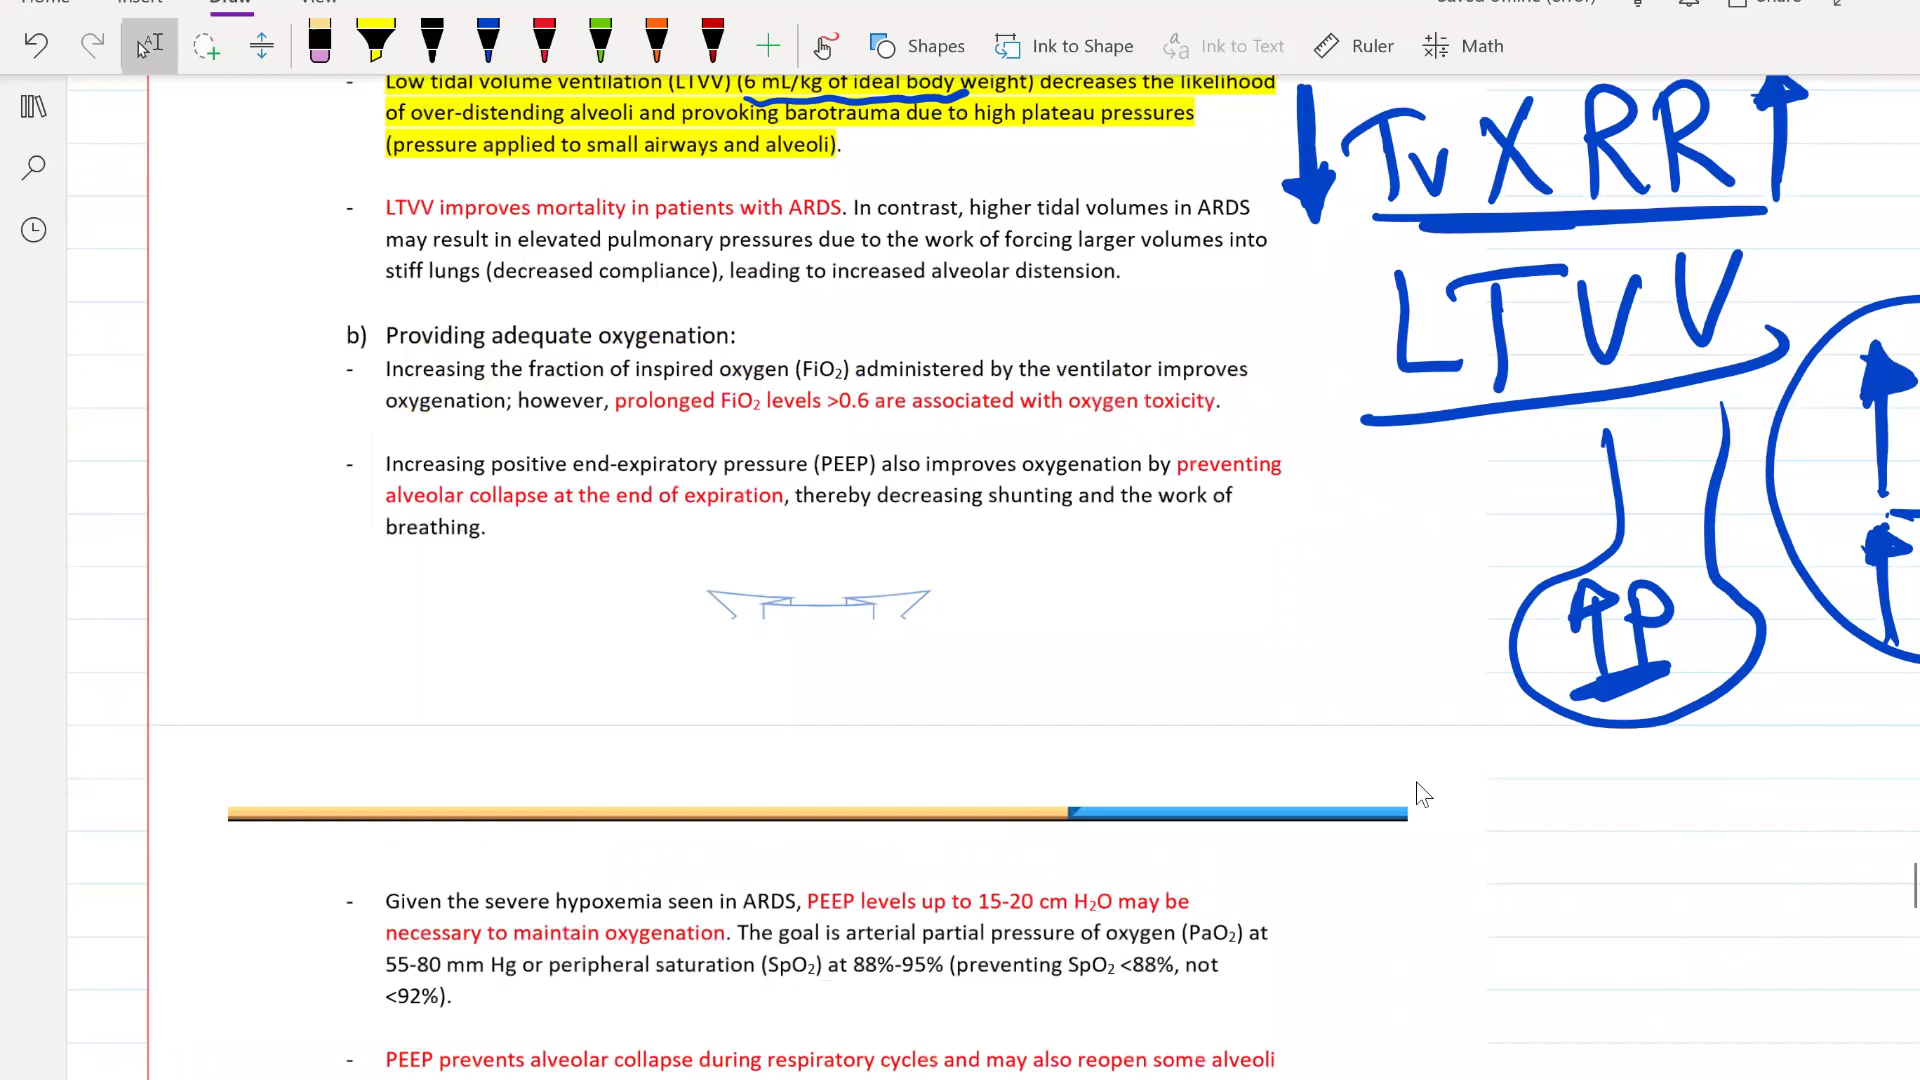 Home Insert Draw View Saved online (error) Share
Shapes Ink to Shape Ink to Text Ruler Math
- Low tidal volume ventilation (LTVV) (6 mL/kg of ideal body weight) decreases the likelihood
of over-distending alveoli and provoking barotrauma due to high plateau pressures
(pressure applied to small airways and alveoli).
Tv X RR
- LTVV improves mortality in patients with ARDS. In contrast, higher tidal volumes in ARDS
may result in elevated pulmonary pressures due to the work of forcing larger volumes into
stiff lungs (decreased compliance), leading to increased alveolar distension.
LTVV
b) Providing adequate oxygenation:
- Increasing the fraction of inspired oxygen (FiO₂) administered by the ventilator improves
oxygenation; however, prolonged FiO₂ levels >0.6 are associated with oxygen toxicity.
- Increasing positive end-expiratory pressure (PEEP) also improves oxygenation by preventing
alveolar collapse at the end of expiration, thereby decreasing shunting and the work of
breathing.
↑P
- Given the severe hypoxemia seen in ARDS, PEEP levels up to 15-20 cm H₂O may be
necessary to maintain oxygenation. The goal is arterial partial pressure of oxygen (PaO₂) at
55-80 mm Hg or peripheral saturation (SpO₂) at 88%-95% (preventing SpO₂ <88%, not
<92%).
- PEEP prevents alveolar collapse during respiratory cycles and may also reopen some alveoli